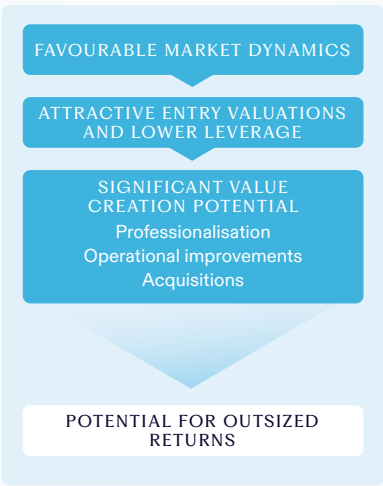 FAVOURABLE MARKET DYNAMICS
ATTRACTIVE ENTRY VALUATIONS
AND LOWER LEVERAGE
SIGNIFICANT VALUE
CREATION POTENTIAL
Professionalisation
Operational improvements
Acquisitions
POTENTIAL FOR OUTSIZED
RETURNS